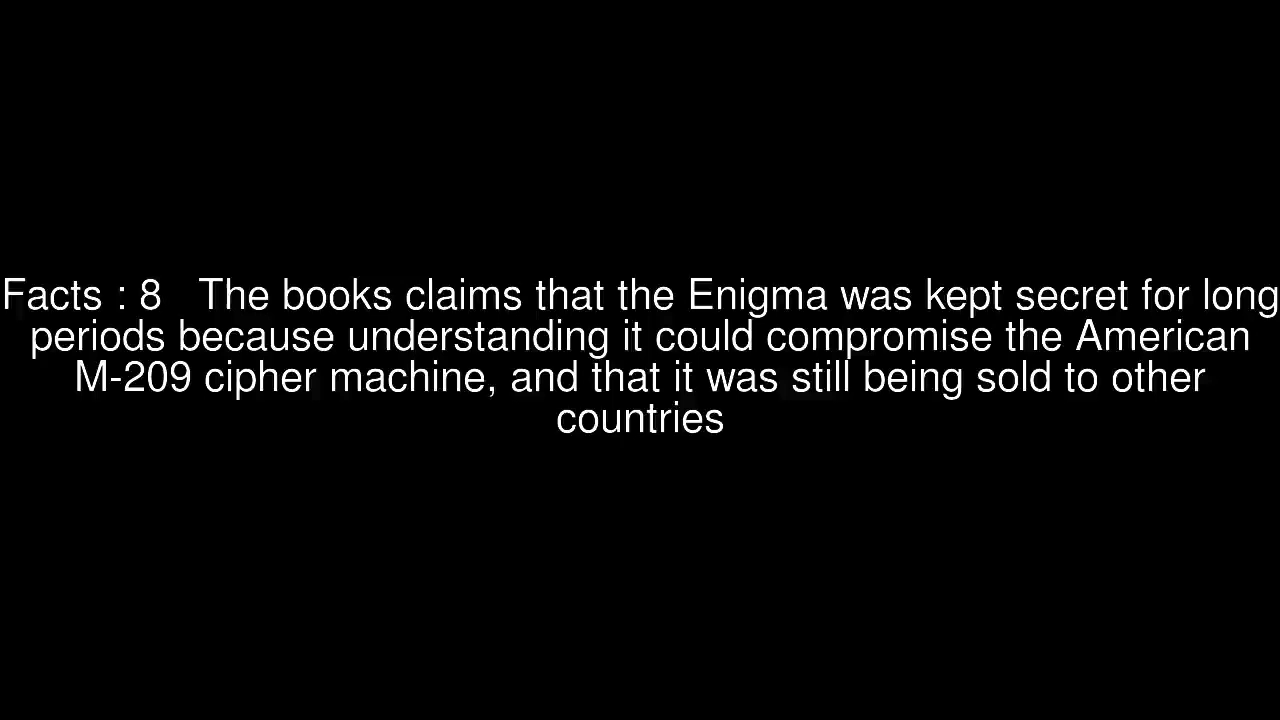 Facts : 8   The books claims that the Enigma was kept secret for long
periods because understanding it could compromise the American
M-209 cipher machine, and that it was still being sold to other
countries